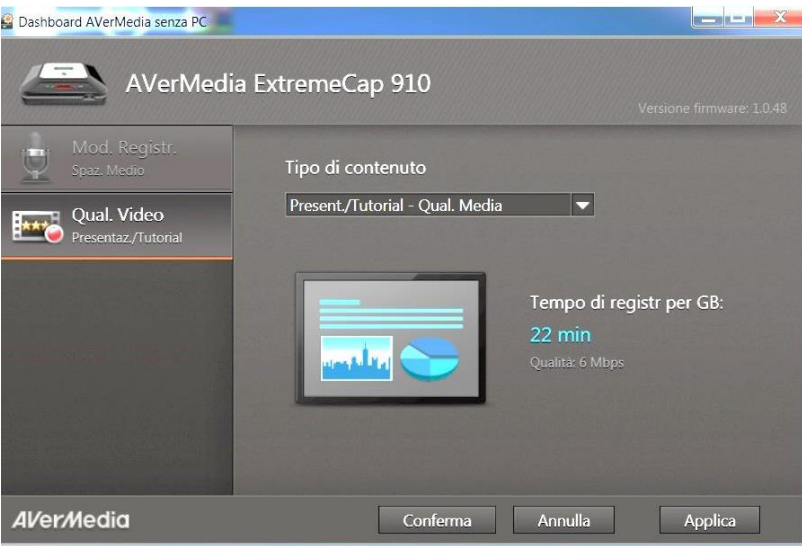 Dashboard AVerMedia senza PC
AVerMedia ExtremeCap 910
Versione firmware: 1.0.48
Mod. Registr.
Spaz. Medio
Qual. Video
Presentaz./Tutorial
Tipo di contenuto
Present./Tutorial - Qual. Media
Tempo di registr per GB:
22 min
Qualità: 6 Mbps
AVerMedia
Conferma
Annulla
Applica